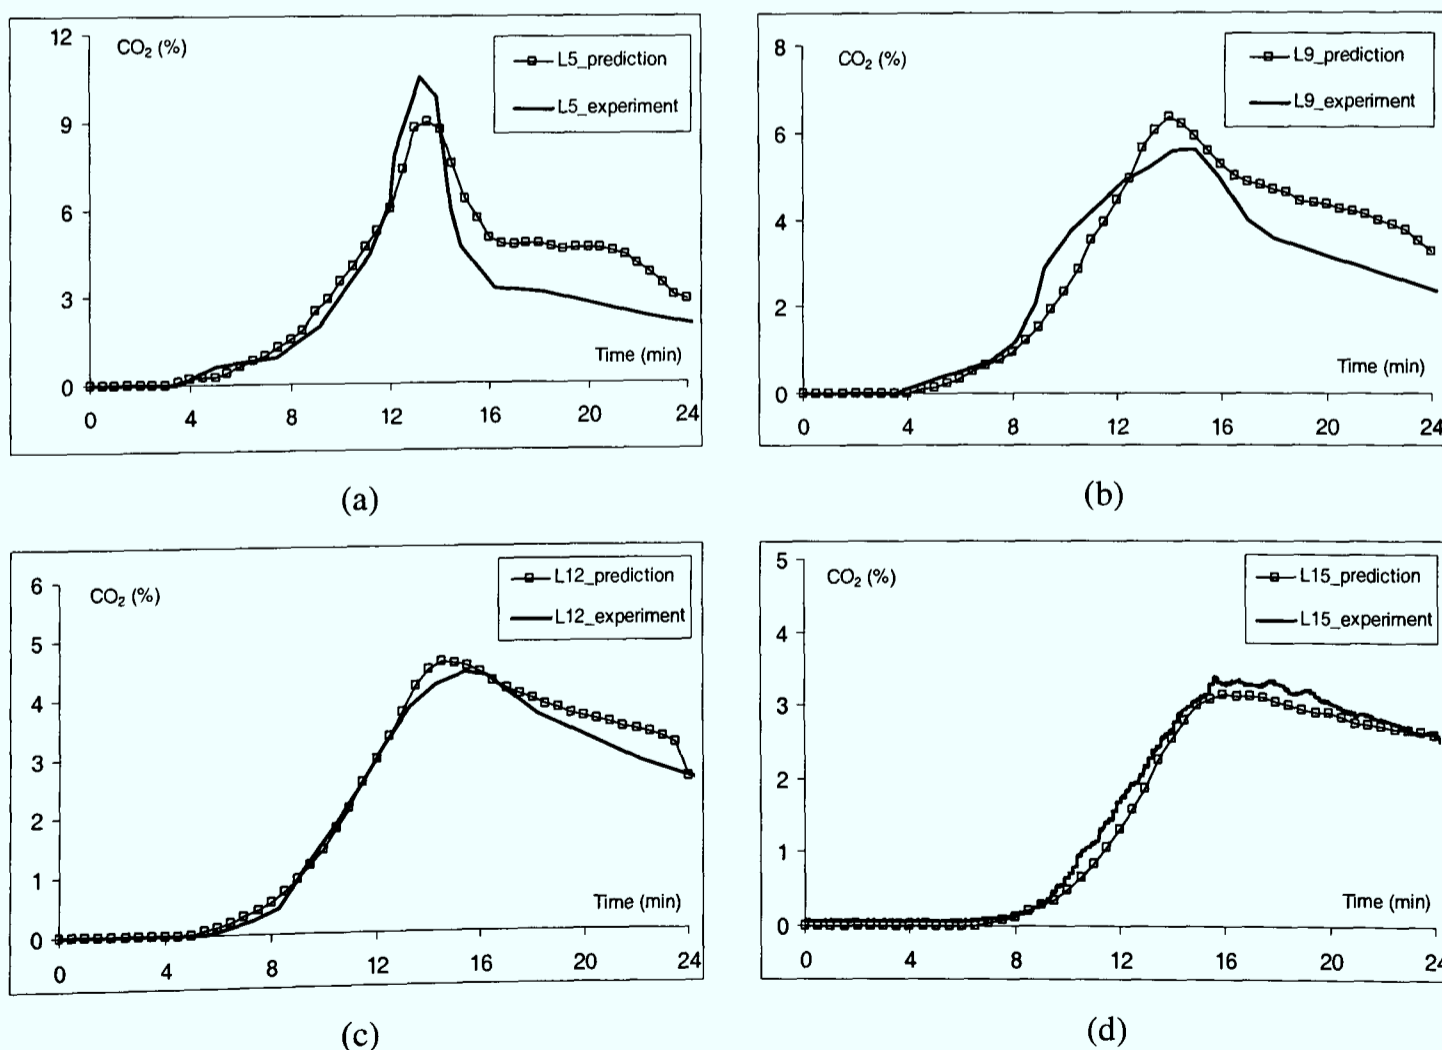 12
CO₂ (%)
L5_prediction
L5_experiment
9
6
3
Time (min)
0
0 4 8 12 16 20 24
(a)
8
CO₂ (%)
L9_prediction
L9_experiment
6
4
2
Time (min)
0
0 4 8 12 16 20 24
(b)
6
CO₂ (%)
L12_prediction
L12_experiment
5
4
3
2
1
Time (min)
0
0 4 8 12 16 20 24
(c)
5
CO₂ (%)
L15_prediction
L15_experiment
4
3
2
1
Time (min)
0
0 4 8 12 16 20 24
(d)